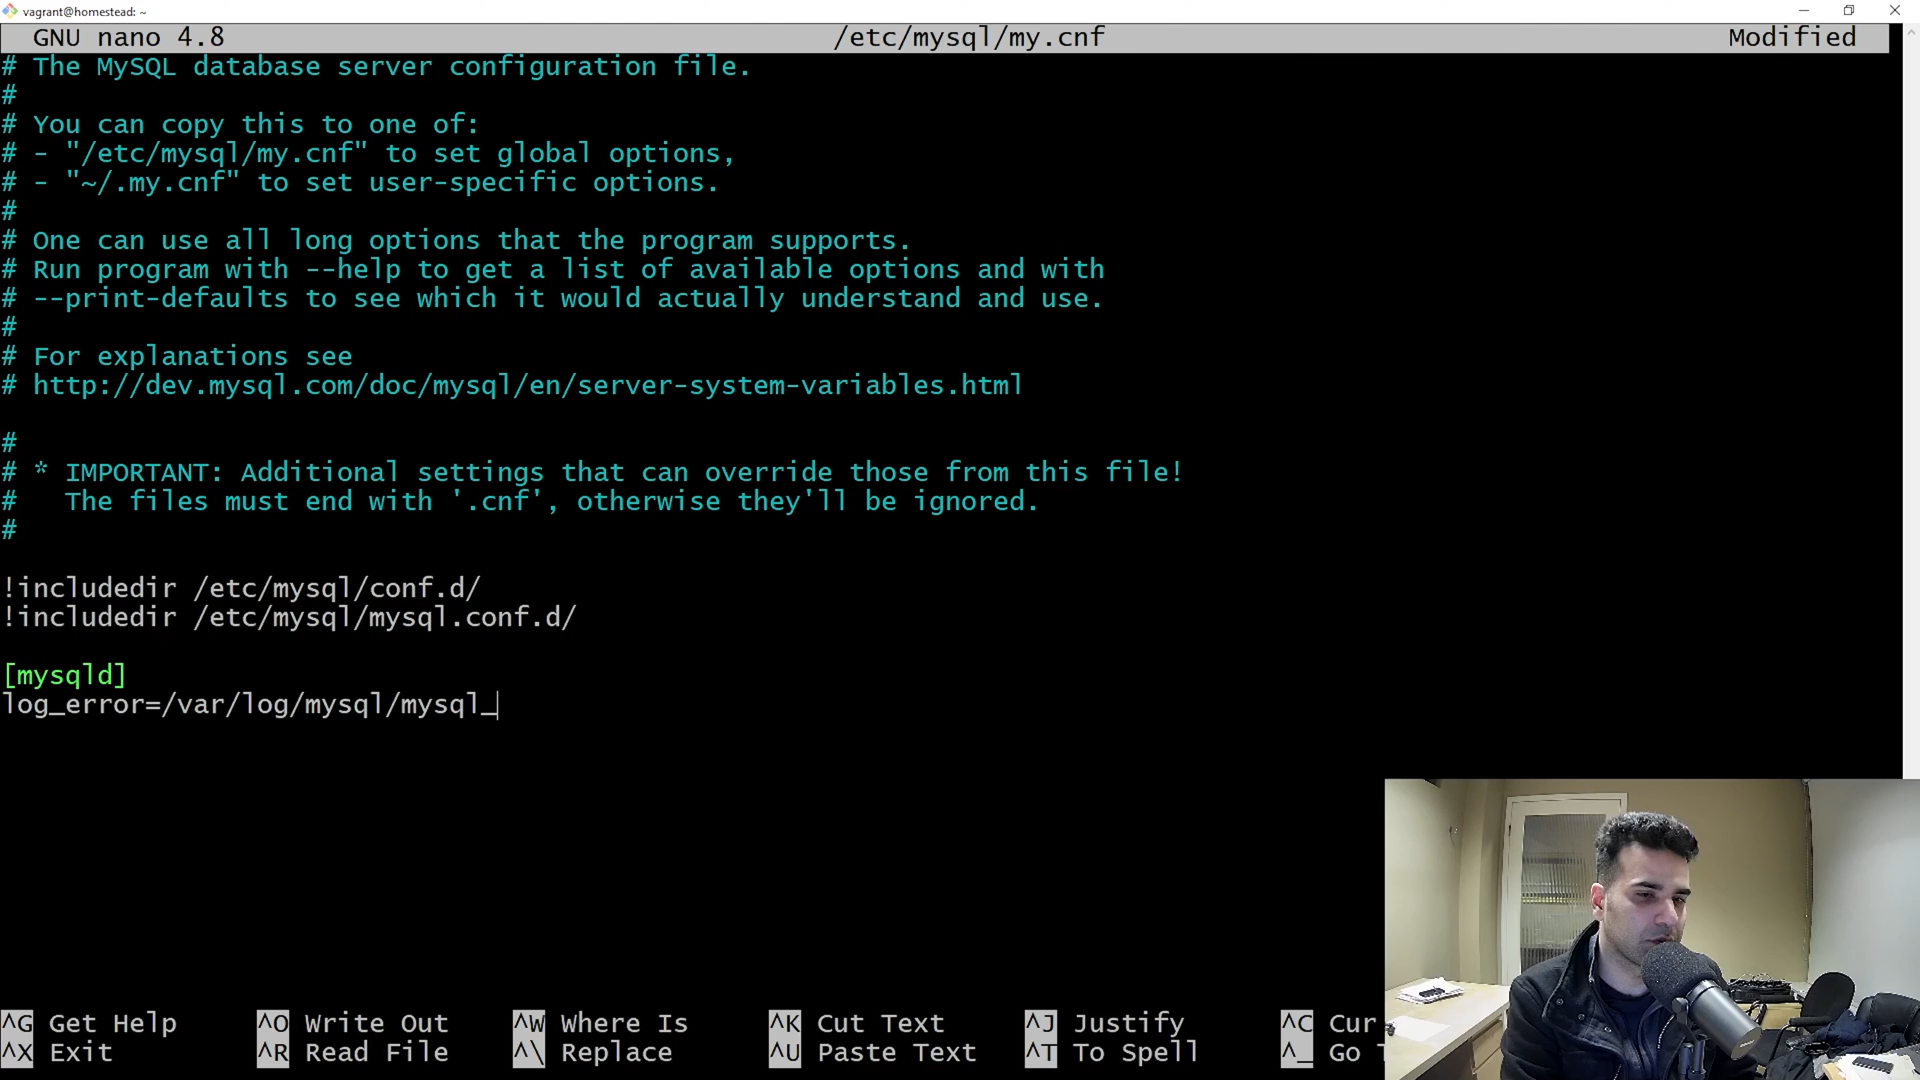 vagrant@homestead: ~
GNU nano 4.8 /etc/mysql/my.cnf Modified
# The MySQL database server configuration file.
#
# You can copy this to one of:
# - "/etc/mysql/my.cnf" to set global options,
# - "~/.my.cnf" to set user-specific options.
#
# One can use all long options that the program supports.
# Run program with --help to get a list of available options and with
# --print-defaults to see which it would actually understand and use.
#
# For explanations see
# http://dev.mysql.com/doc/mysql/en/server-system-variables.html
#
# * IMPORTANT: Additional settings that can override those from this file!
#   The files must end with '.cnf', otherwise they'll be ignored.
#
!includedir /etc/mysql/conf.d/
!includedir /etc/mysql/mysql.conf.d/
[mysqld]
log_error=/var/log/mysql/mysql_
^G Get Help ^O Write Out ^W Where Is ^K Cut Text ^J Justify ^C Cur
^X Exit ^R Read File ^\ Replace ^U Paste Text ^T To Spell ^_ Go T